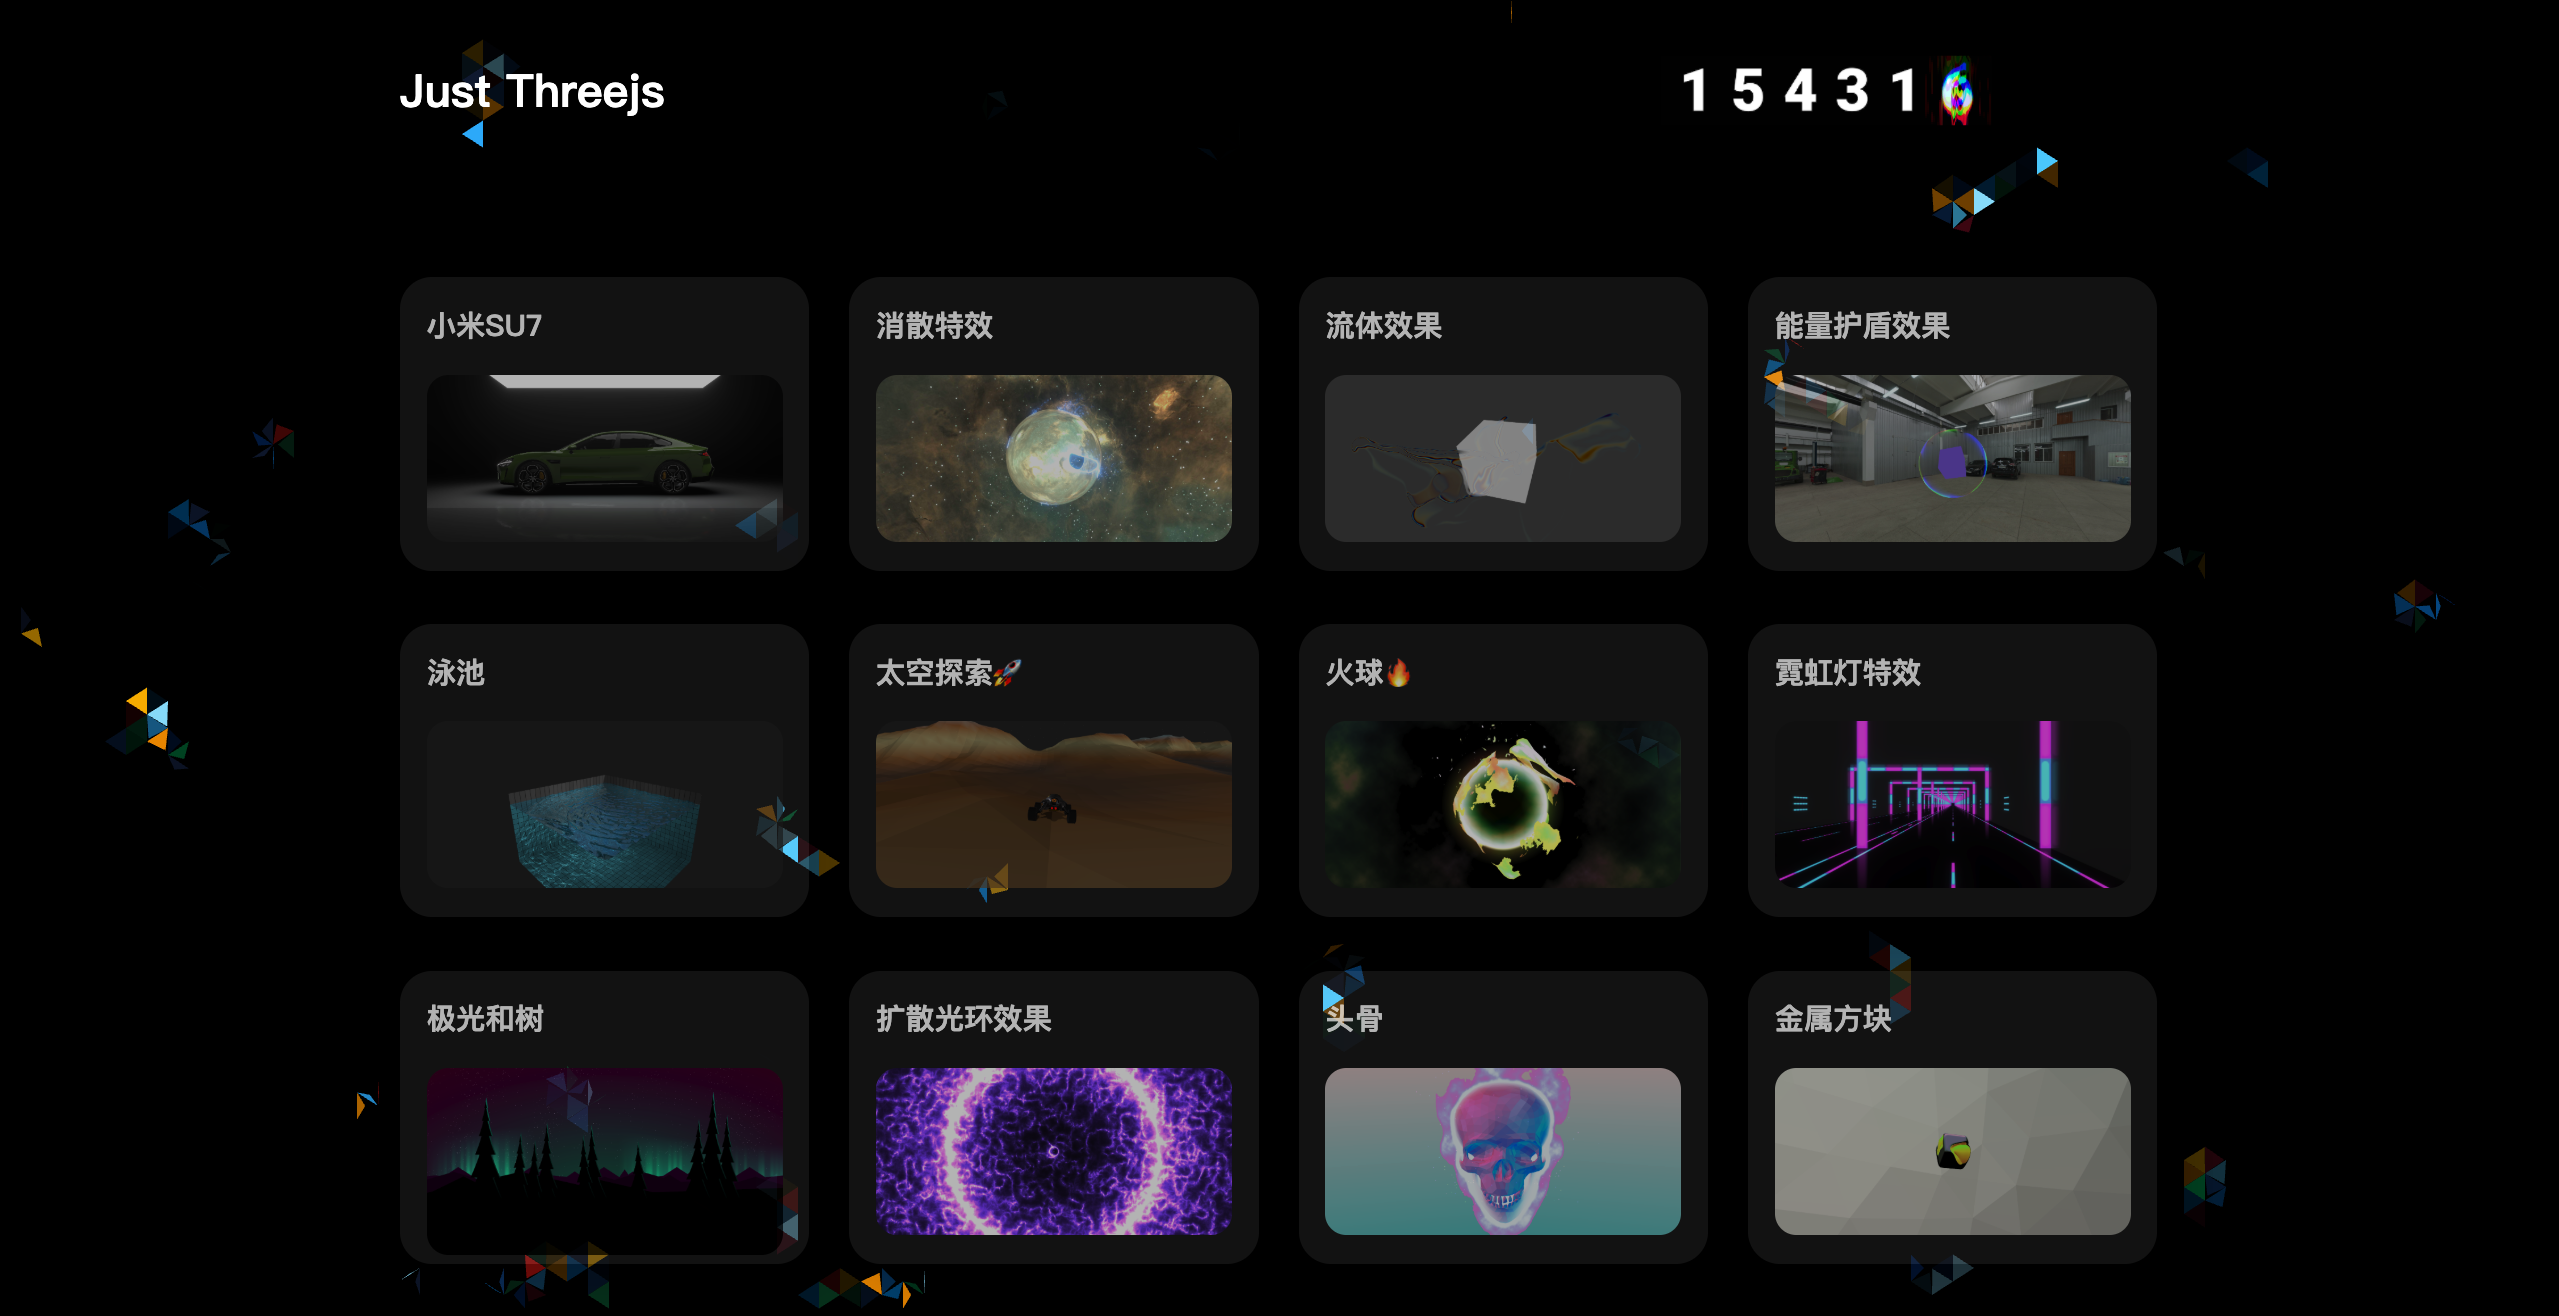 Just Threejs
1 5 4 3 1
小米SU7
消散特效
流体效果
能量护盾效果
泳池
太空探索🚀
火球🔥
霓虹灯特效
极光和树
扩散光环效果
头骨
金属方块